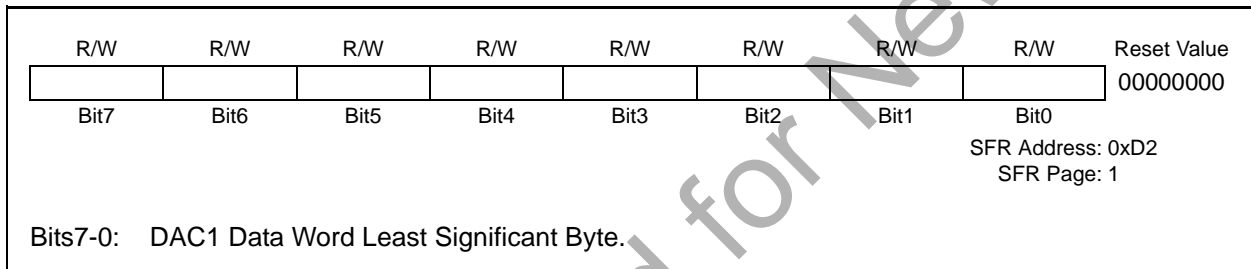 R/W R/W R/W R/W R/W R/W R/W R/W Reset Value
00000000
Bit7 Bit6 Bit5 Bit4 Bit3 Bit2 Bit1 Bit0
SFR Address: 0xD2
SFR Page: 1
Bits7-0: DAC1 Data Word Least Significant Byte.
for